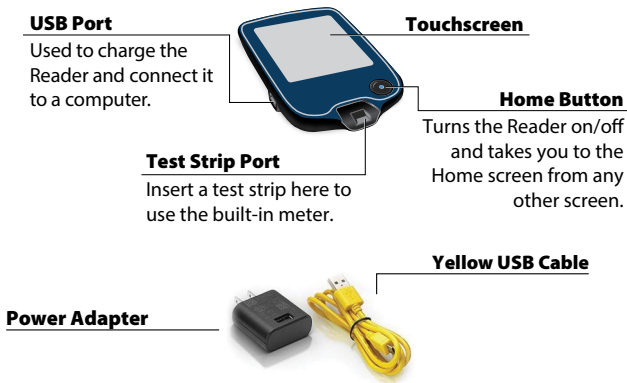 USB Port
Used to charge the
Reader and connect it
to a computer.
Touchscreen
Home Button
Turns the Reader on/off
and takes you to the
Home screen from any
other screen.
Test Strip Port
Insert a test strip here to
use the built-in meter.
Yellow USB Cable
Power Adapter